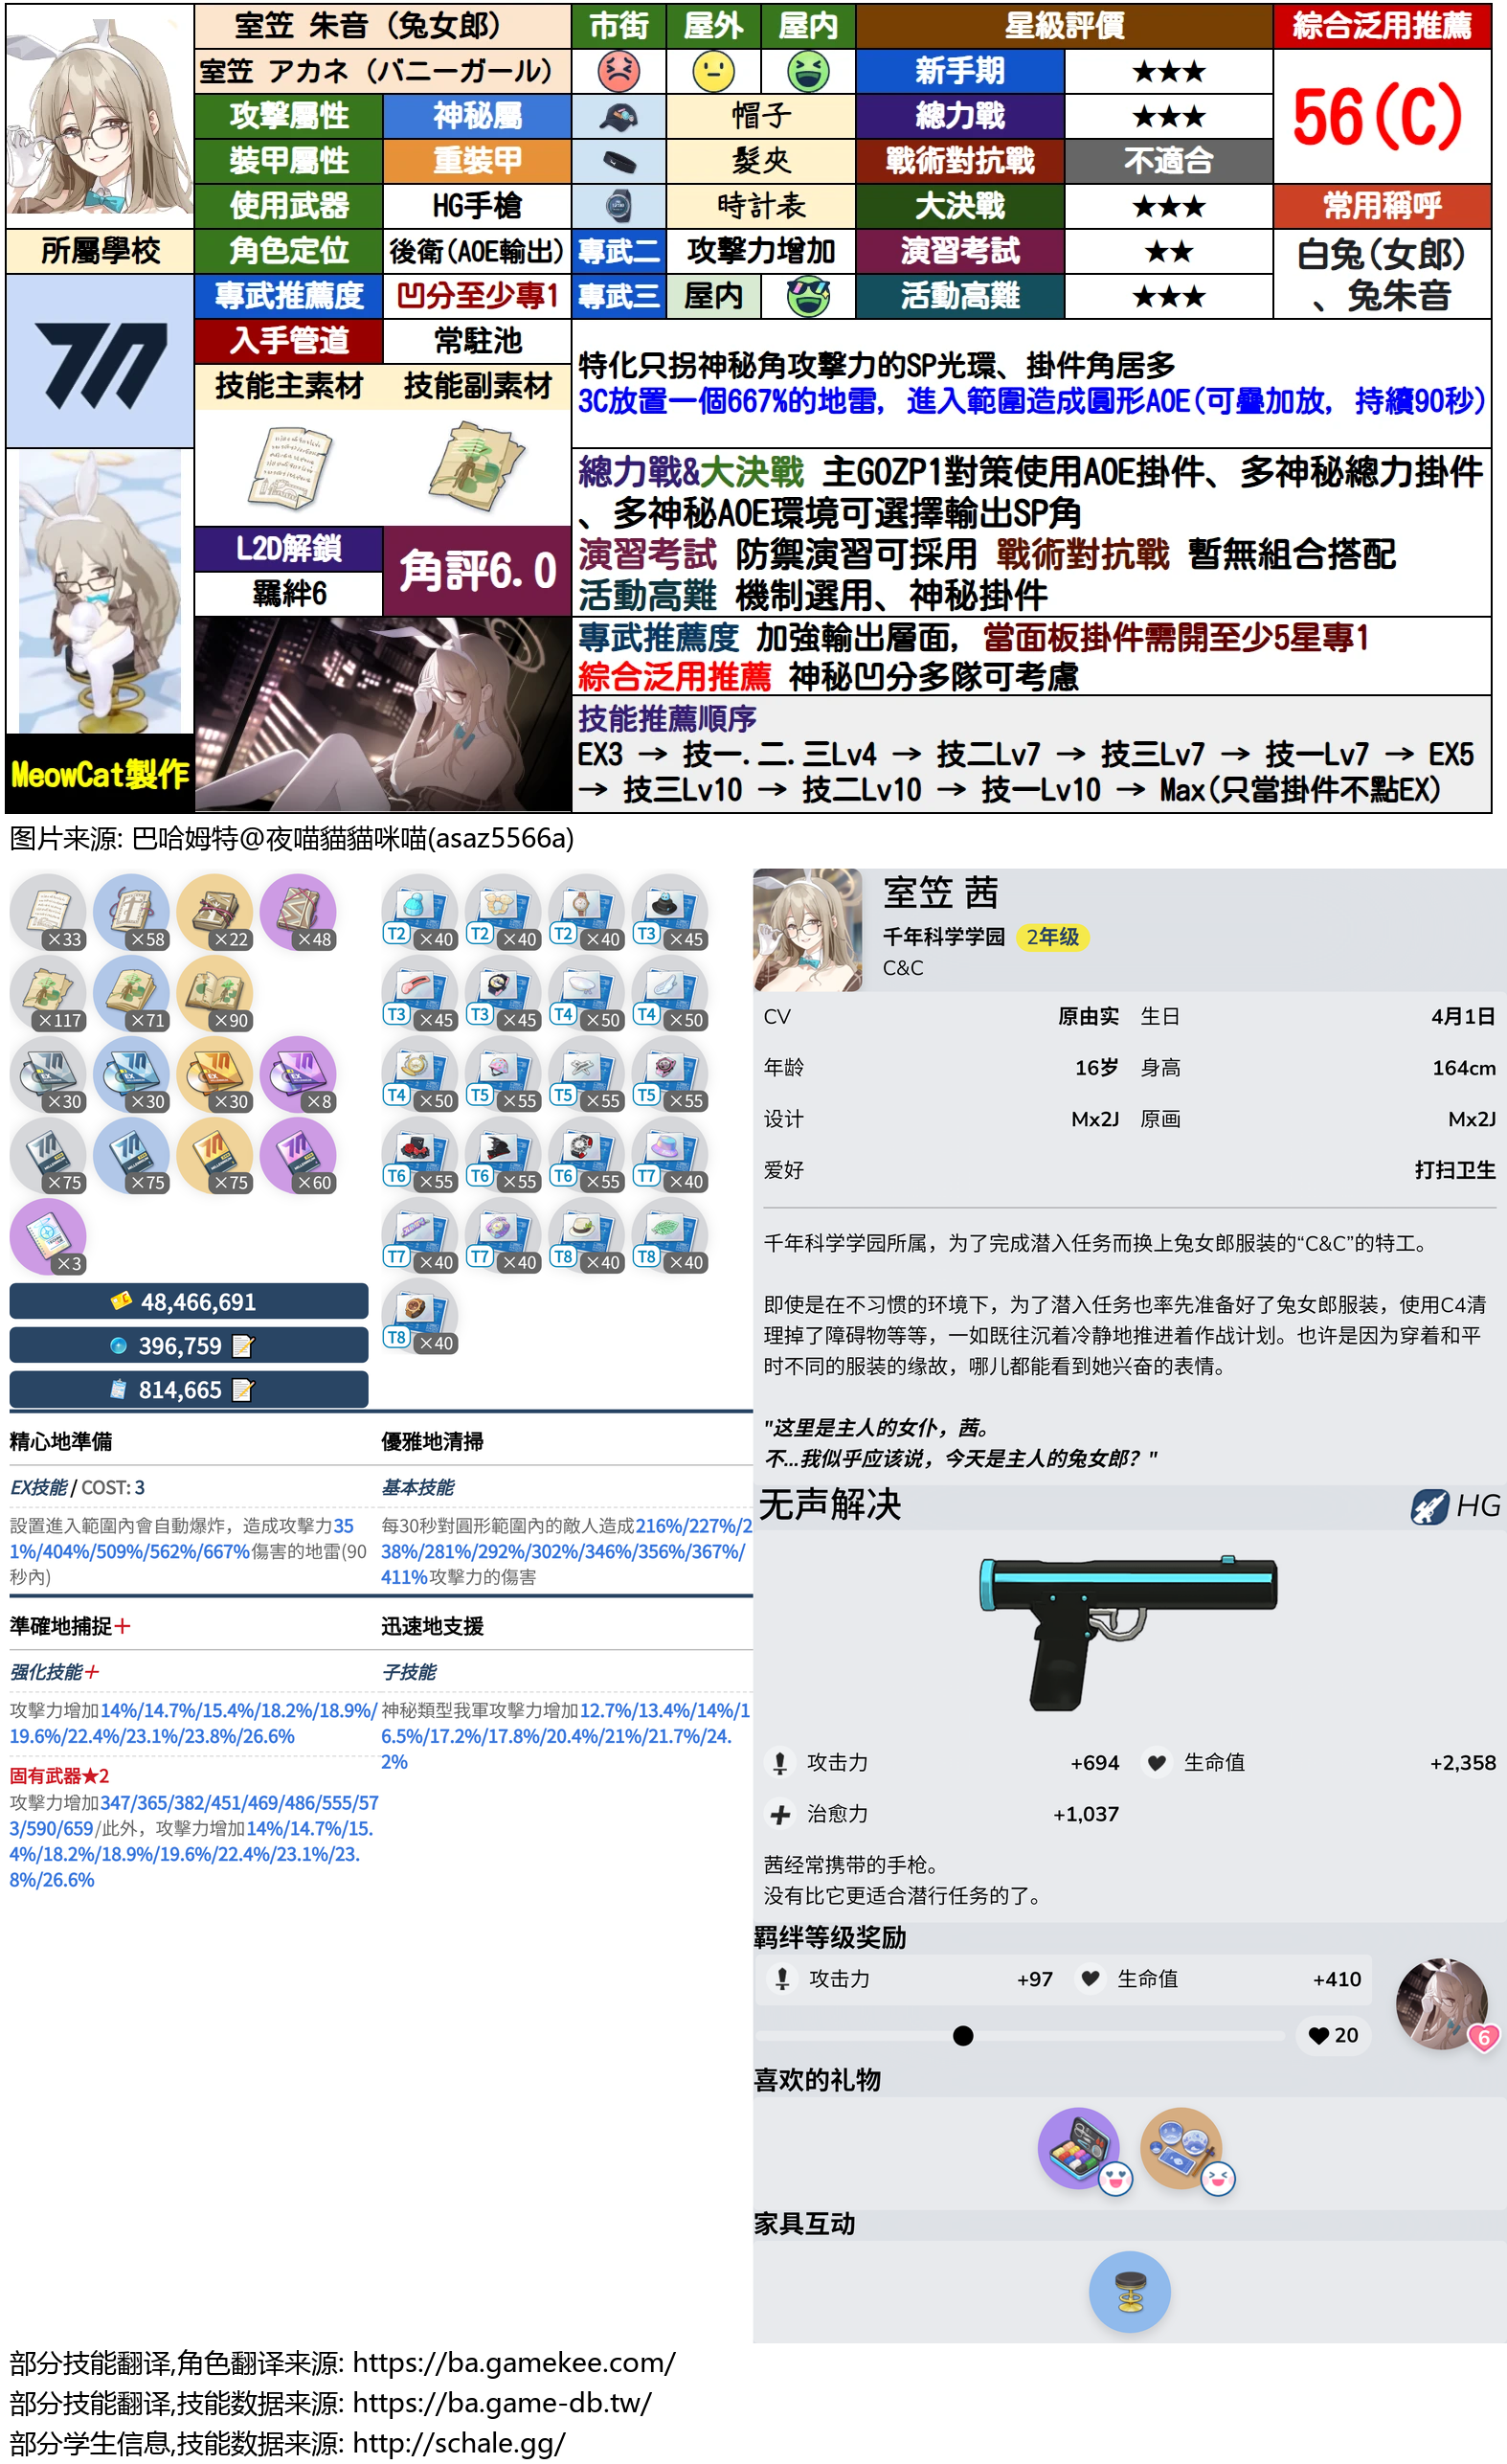 室笠 朱音（兔女郎）
市街
屋外
屋内
星級評價
綜合泛用推薦
室笠 アカネ（バニーガール）
新手期
★★★
56(C)
攻擊屬性
神秘屬
帽子
總力戰
★★★
裝甲屬性
重裝甲
髮夾
戰術對抗戰
不適合
使用武器
HG手槍
時計表
大決戰
★★★
常用稱呼
所屬學校
角色定位
後衛(AOE輸出)
專武二
攻撃力增加
演習考試
★★
白兔(女郎)
、兔朱音
專武推薦度
凹分至少專1
專武三
屋内
活動高難
★★★
入手管道
常駐池
技能主素材
技能副素材
特化只拐神秘角攻擊力的SP光環、掛件角居多
3C放置一個667%的地雷, 進入範圍造成圓形AOE(可疊加放, 持續90秒)
總力戰&大決戰 主GOZP1對策使用AOE掛件、多神秘總力掛件
、多神秘AOE環境可選擇輸出SP角
演習考試 防禦演習可採用 戰術對抗戰 暫無組合搭配
活動高難 機制選用、神秘掛件
L2D解鎖
羈絆6
角評6.0
專武推薦度 加強輸出層面, 當面板掛件需開至少5星專1
綜合泛用推薦 神秘凹分多隊可考慮
技能推薦順序
EX3 → 技一.二.三Lv4 → 技二Lv7 → 技三Lv7 → 技一Lv7 → EX5
→ 技三Lv10 → 技二Lv10 → 技一Lv10 → Max(只當掛件不點EX)
MeowCat製作
图片来源: 巴哈姆特@夜喵貓貓咪喵(asaz5566a)
×33
×58
×22
×48
×117
×71
×90
×30
×30
×30
×8
×75
×75
×75
×60
×3
48,466,691
396,759
814,665
T2 ×40
T2 ×40
T2 ×40
T3 ×45
T3 ×45
T3 ×45
T4 ×50
T4 ×50
T4 ×50
T5 ×55
T5 ×55
T5 ×55
T6 ×55
T6 ×55
T6 ×55
T7 ×40
T7 ×40
T7 ×40
T8 ×40
T8 ×40
T8 ×40
精心地準備
EX技能 / COST: 3
設置進入範圍內會自動爆炸，造成攻擊力35
1%/404%/509%/562%/667%傷害的地雷(90
秒內)
優雅地清掃
基本技能
每30秒對圓形範圍內的敵人造成216%/227%/2
38%/281%/292%/302%/346%/356%/367%/
411%攻擊力的傷害
準確地捕捉＋
强化技能＋
攻擊力增加14%/14.7%/15.4%/18.2%/18.9%/
19.6%/22.4%/23.1%/23.8%/26.6%
固有武器★2
攻擊力增加347/365/382/451/469/486/555/57
3/590/659/此外，攻擊力增加14%/14.7%/15.
4%/18.2%/18.9%/19.6%/22.4%/23.1%/23.
8%/26.6%
迅速地支援
子技能
神秘類型我軍攻擊力增加12.7%/13.4%/14%/1
6.5%/17.2%/17.8%/20.4%/21%/21.7%/24.
2%
室笠 茜
千年科学学园 2年级
C&C
CV
原由实
生日
4月1日
年龄
16岁
身高
164cm
设计
Mx2J
原画
Mx2J
爱好
打扫卫生
千年科学学园所属，为了完成潜入任务而换上兔女郎服装的“C&C”的特工。
即使是在不习惯的环境下，为了潜入任务也率先准备好了兔女郎服装，使用C4清
理掉了障碍物等等，一如既往沉着冷静地推进着作战计划。也许是因为穿着和平
时不同的服装的缘故，哪儿都能看到她兴奋的表情。
"这里是主人的女仆，茜。
不...我似乎应该说，今天是主人的兔女郎？"
无声解决
HG
攻击力
+694
生命值
+2,358
治愈力
+1,037
茜经常携带的手枪。
没有比它更适合潜行任务的了。
羁绊等级奖励
攻击力
+97
生命值
+410
20
6
喜欢的礼物
家具互动
部分技能翻译,角色翻译来源: https://ba.gamekee.com/
部分技能翻译,技能数据来源: https://ba.game-db.tw/
部分学生信息,技能数据来源: http://schale.gg/